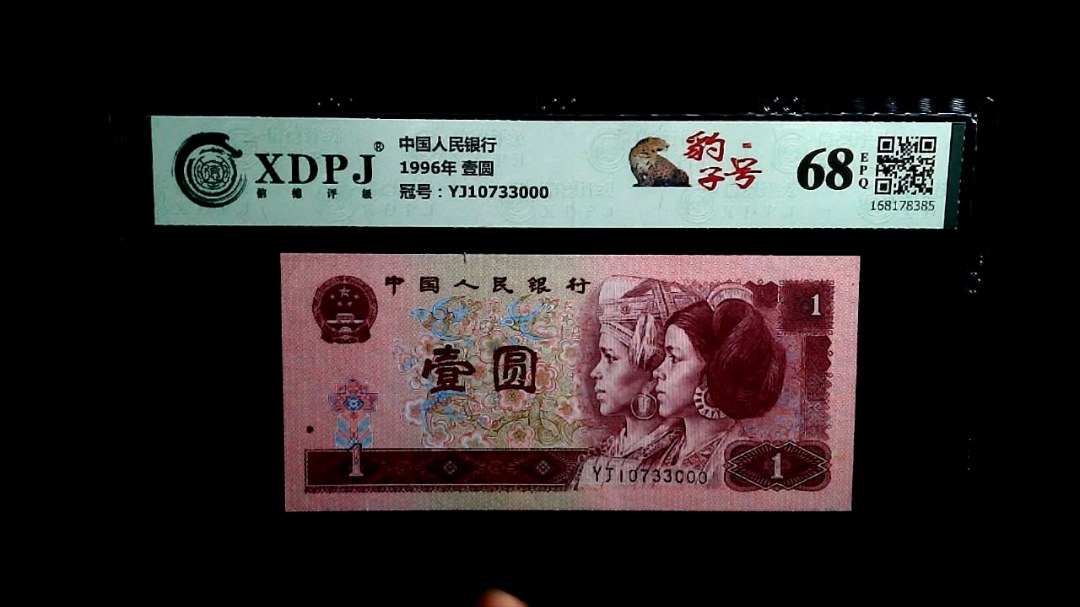 XDPJ®
信德评级
中国人民银行
1996年 壹圆
冠号：YJ10733000
豹子号
68
EPQ
168178385
中国人民银行
1
壹圆
1
YJ10733000
1